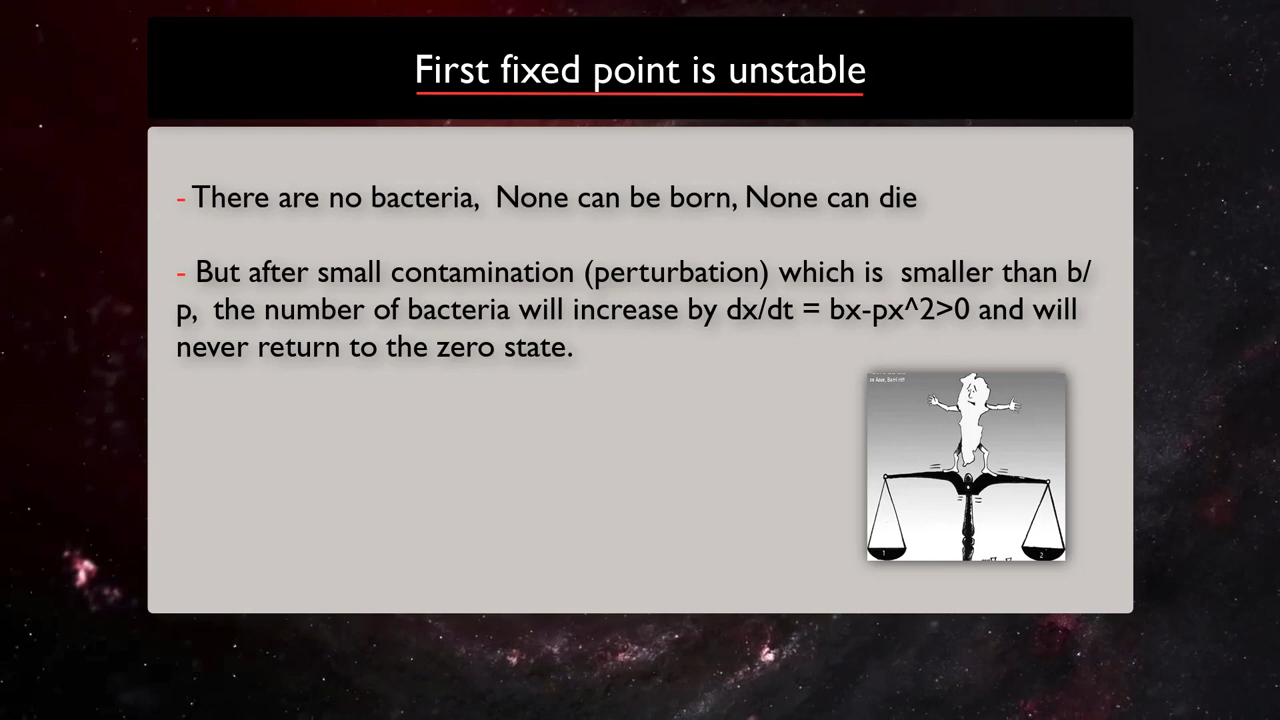 First fixed point is unstable
- There are no bacteria,  None can be born, None can die
- But after small contamination (perturbation) which is  smaller than b/
p,  the number of bacteria will increase by dx/dt = bx-px^2>0 and will
never return to the zero state.
1
2